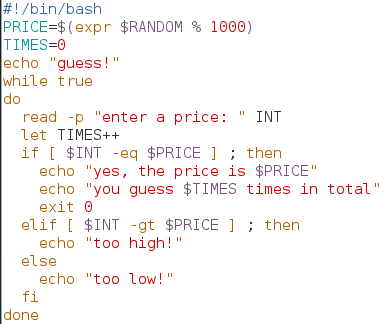 #!/bin/bash
PRICE=$(expr $RANDOM % 1000)
TIMES=0
echo "guess!"
while true
do
  read -p "enter a price: " INT
  let TIMES++
  if [ $INT -eq $PRICE ] ; then
    echo "yes, the price is $PRICE"
    echo "you guess $TIMES times in total"
    exit 0
  elif [ $INT -gt $PRICE ] ; then
    echo "too high!"
  else
    echo "too low!"
  fi
done